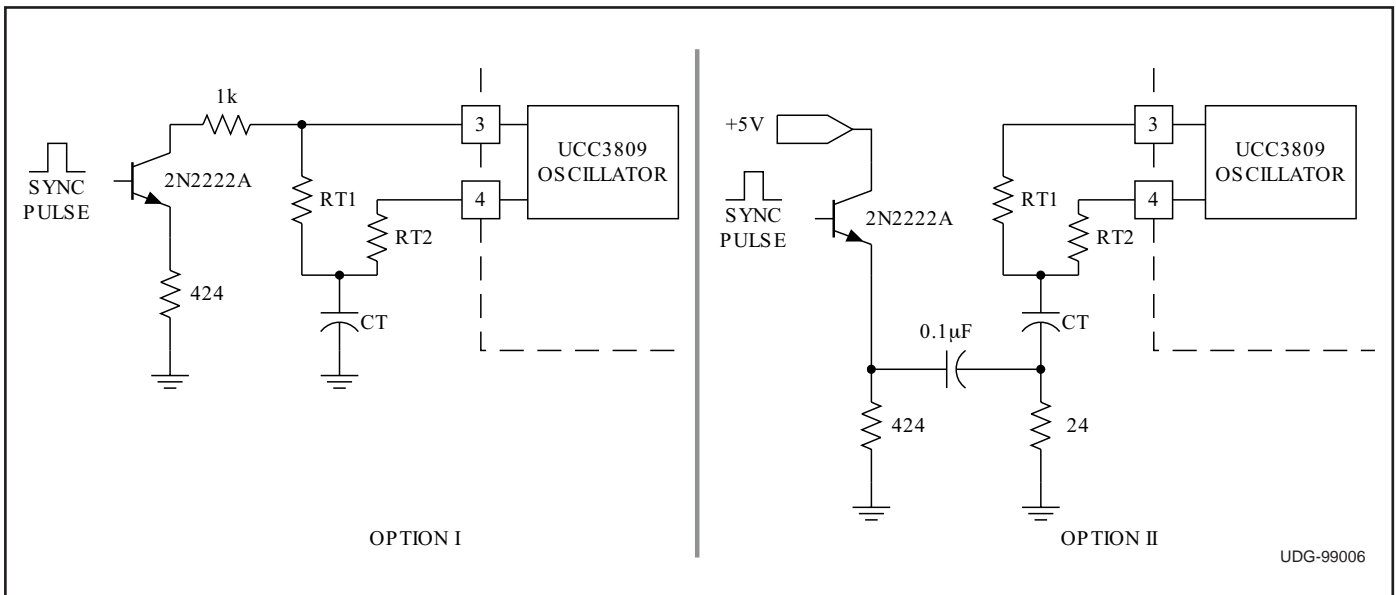 1k
SYNC
PULSE
2N2222A
RT1
RT2
424
CT
3
4
UCC3809
OSCILLATOR
OPTION I
+5V
SYNC
PULSE
2N2222A
0.1µF
424
24
RT1
RT2
CT
3
4
UCC3809
OSCILLATOR
OPTION II
UDG-99006